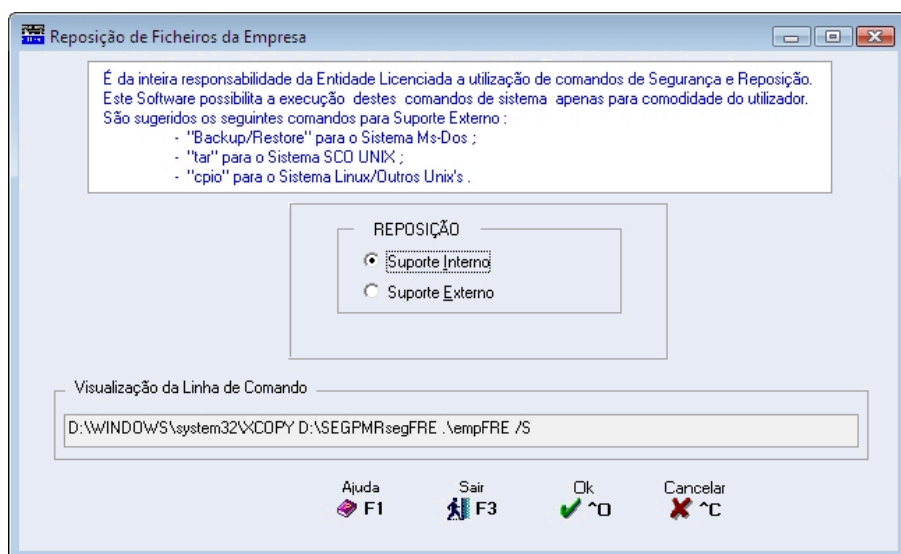 Reposição de Ficheiros da Empresa
É da inteira responsabilidade da Entidade Licenciada a utilização de comandos de Segurança e Reposição.
Este Software possibilita a execução destes comandos de sistema apenas para comodidade do utilizador.
São sugeridos os seguintes comandos para Suporte Externo :
- "Backup/Restore" para o Sistema Ms-Dos ;
- "tar" para o Sistema SCO UNIX ;
- "cpio" para o Sistema Linux/Outros Unix's .
REPOSIÇÃO
Suporte Interno
Suporte Externo
Visualização da Linha de Comando
D:\WINDOWS\system32\XCOPY D:\SEGPMRsegFRE .\empFRE /S
Ajuda Sair Ok Cancelar
F1 F3 ^O ^C